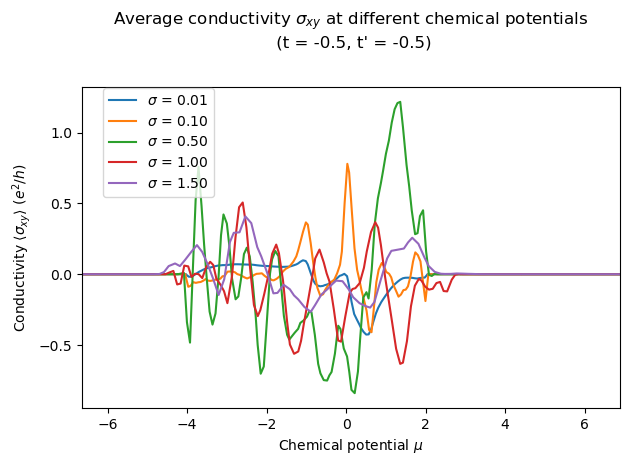 Average conductivity σxy at different chemical potentials
(t = -0.5, t' = -0.5)
σ = 0.01
σ = 0.10
σ = 0.50
σ = 1.00
σ = 1.50
1.0
0.5
0.0
−0.5
Conductivity ⟨σxy⟩ (e²/h)
−6 −4 −2 0 2 4 6
Chemical potential μ